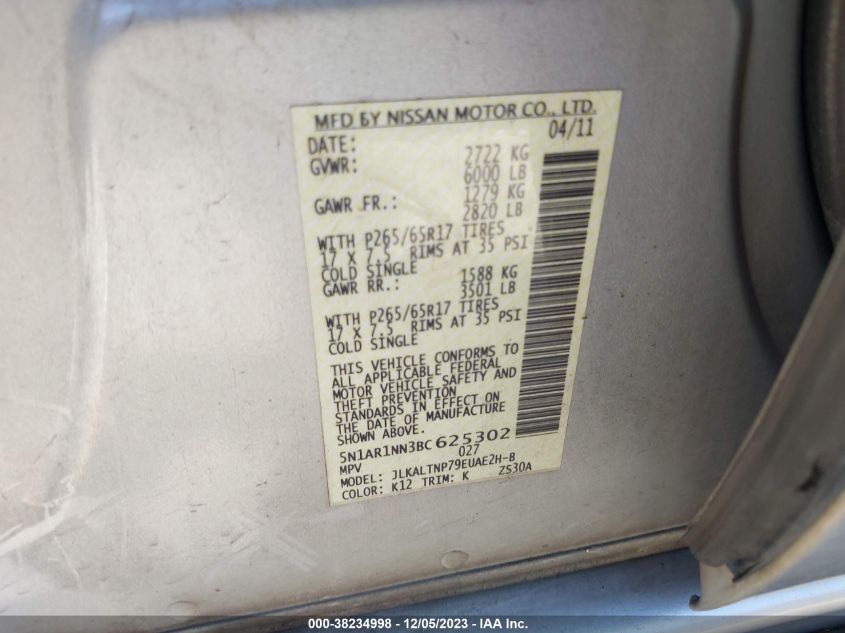 MFD BY NISSAN MOTOR CO., LTD.
DATE: 04/11
GVWR: 2722 KG
6000 LB
GAWR FR.: 1279 KG
2820 LB
WITH P265/65R17 TIRES
17 X 7.5 RIMS AT 35 PSI
COLD SINGLE
GAWR RR.: 1588 KG
3501 LB
WITH P265/65R17 TIRES
17 X 7.5 RIMS AT 35 PSI
COLD SINGLE
THIS VEHICLE CONFORMS TO
ALL APPLICABLE FEDERAL
MOTOR VEHICLE SAFETY AND
THEFT PREVENTION
STANDARDS IN EFFECT ON
THE DATE OF MANUFACTURE
SHOWN ABOVE
5N1AR1NN3BC625302
MPV 027
MODEL: JLKALTNP79EUAE2H-B
COLOR: K12 TRIM: K ZS30A
000-38234998 - 12/05/2023 - IAA Inc.